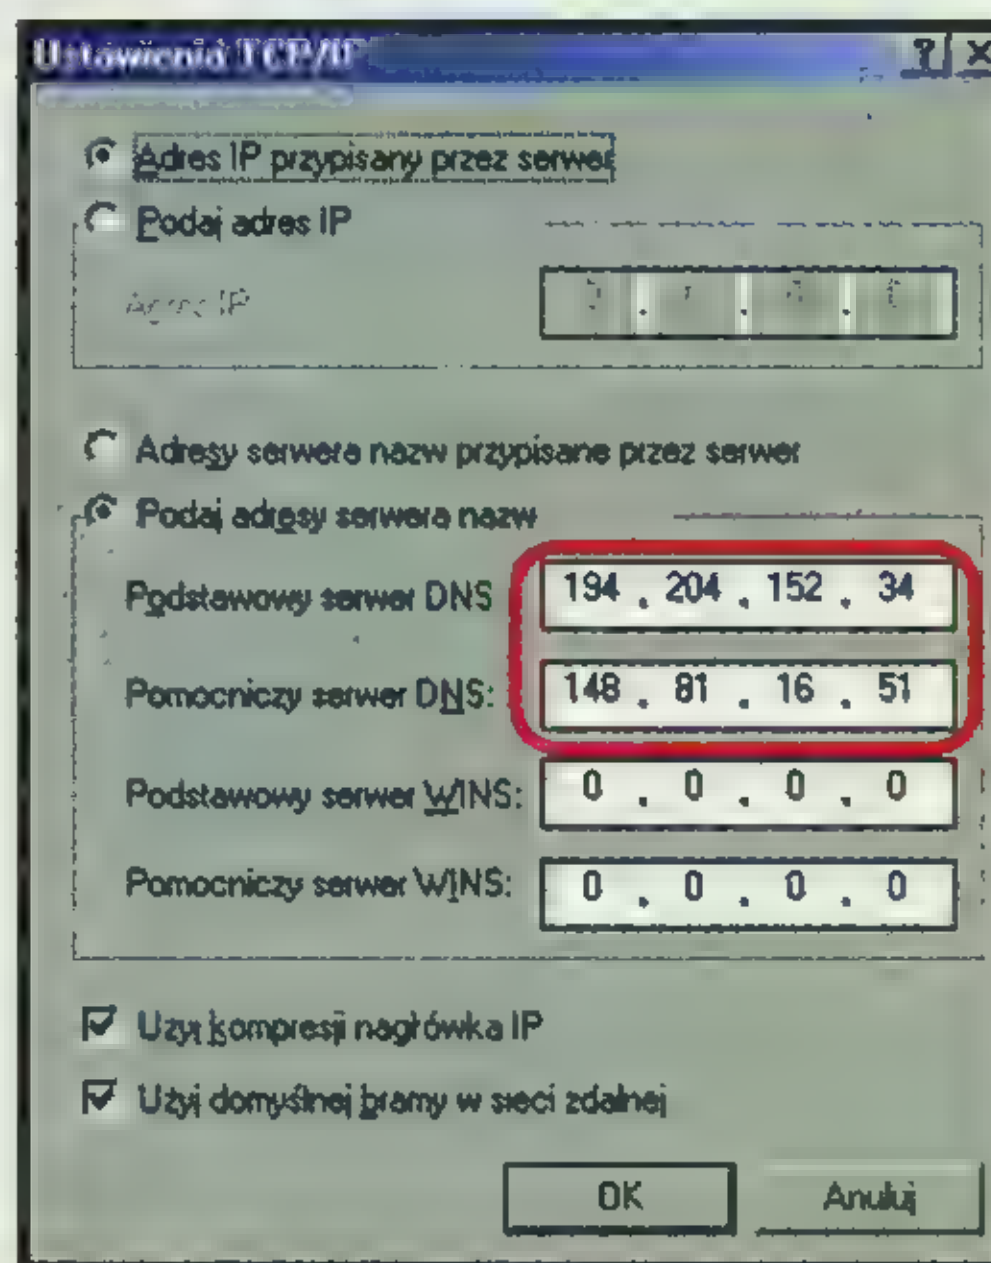 Ustawienia TCP/IP
Adres IP przypisany przez serwer
Podaj adres IP
Adres IP
Adresy serwera nazw przypisane przez serwer
Podaj adresy serwera nazw
Podstawowy serwer DNS 194 . 204 . 152 . 34
Pomocniczy serwer DNS: 148 . 81 . 16 . 51
Podstawowy serwer WINS: 0 . 0 . 0 . 0
Pomocniczy serwer WINS: 0 . 0 . 0 . 0
Użyj kompresji nagłówka IP
Użyj domyślnej bramy w sieci zdalnej
OK Anuluj